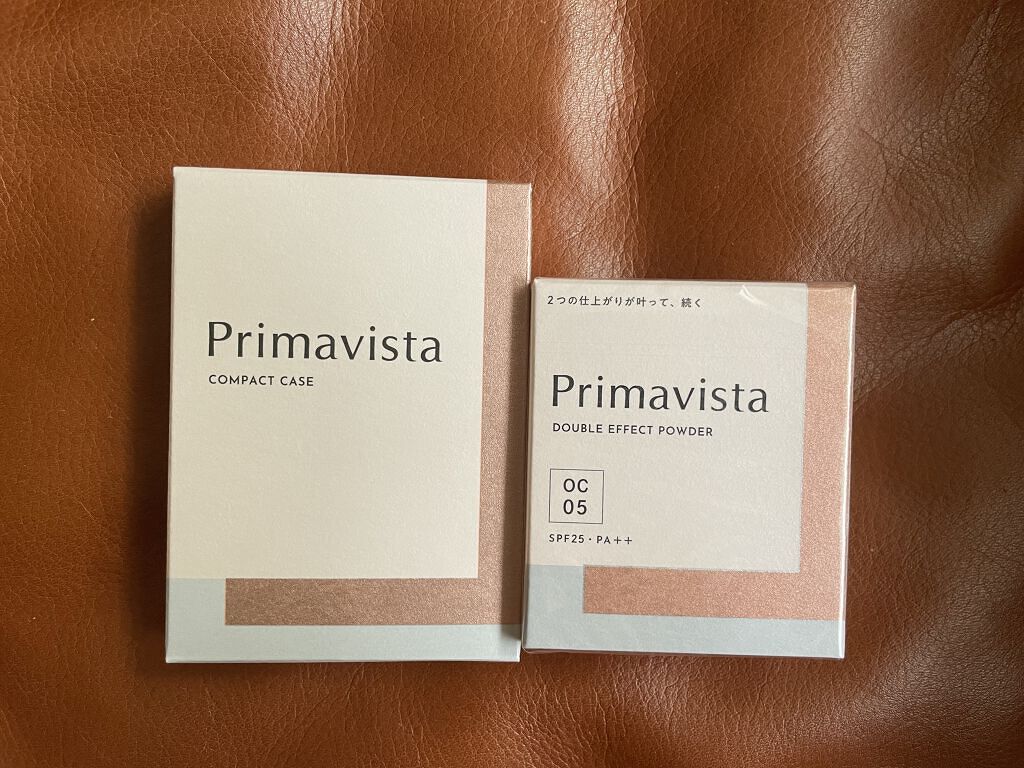 Primavista
COMPACT CASE
2つの仕上がりが叶って、続く
Primavista
DOUBLE EFFECT POWDER
OC
05
SPF25・PA++